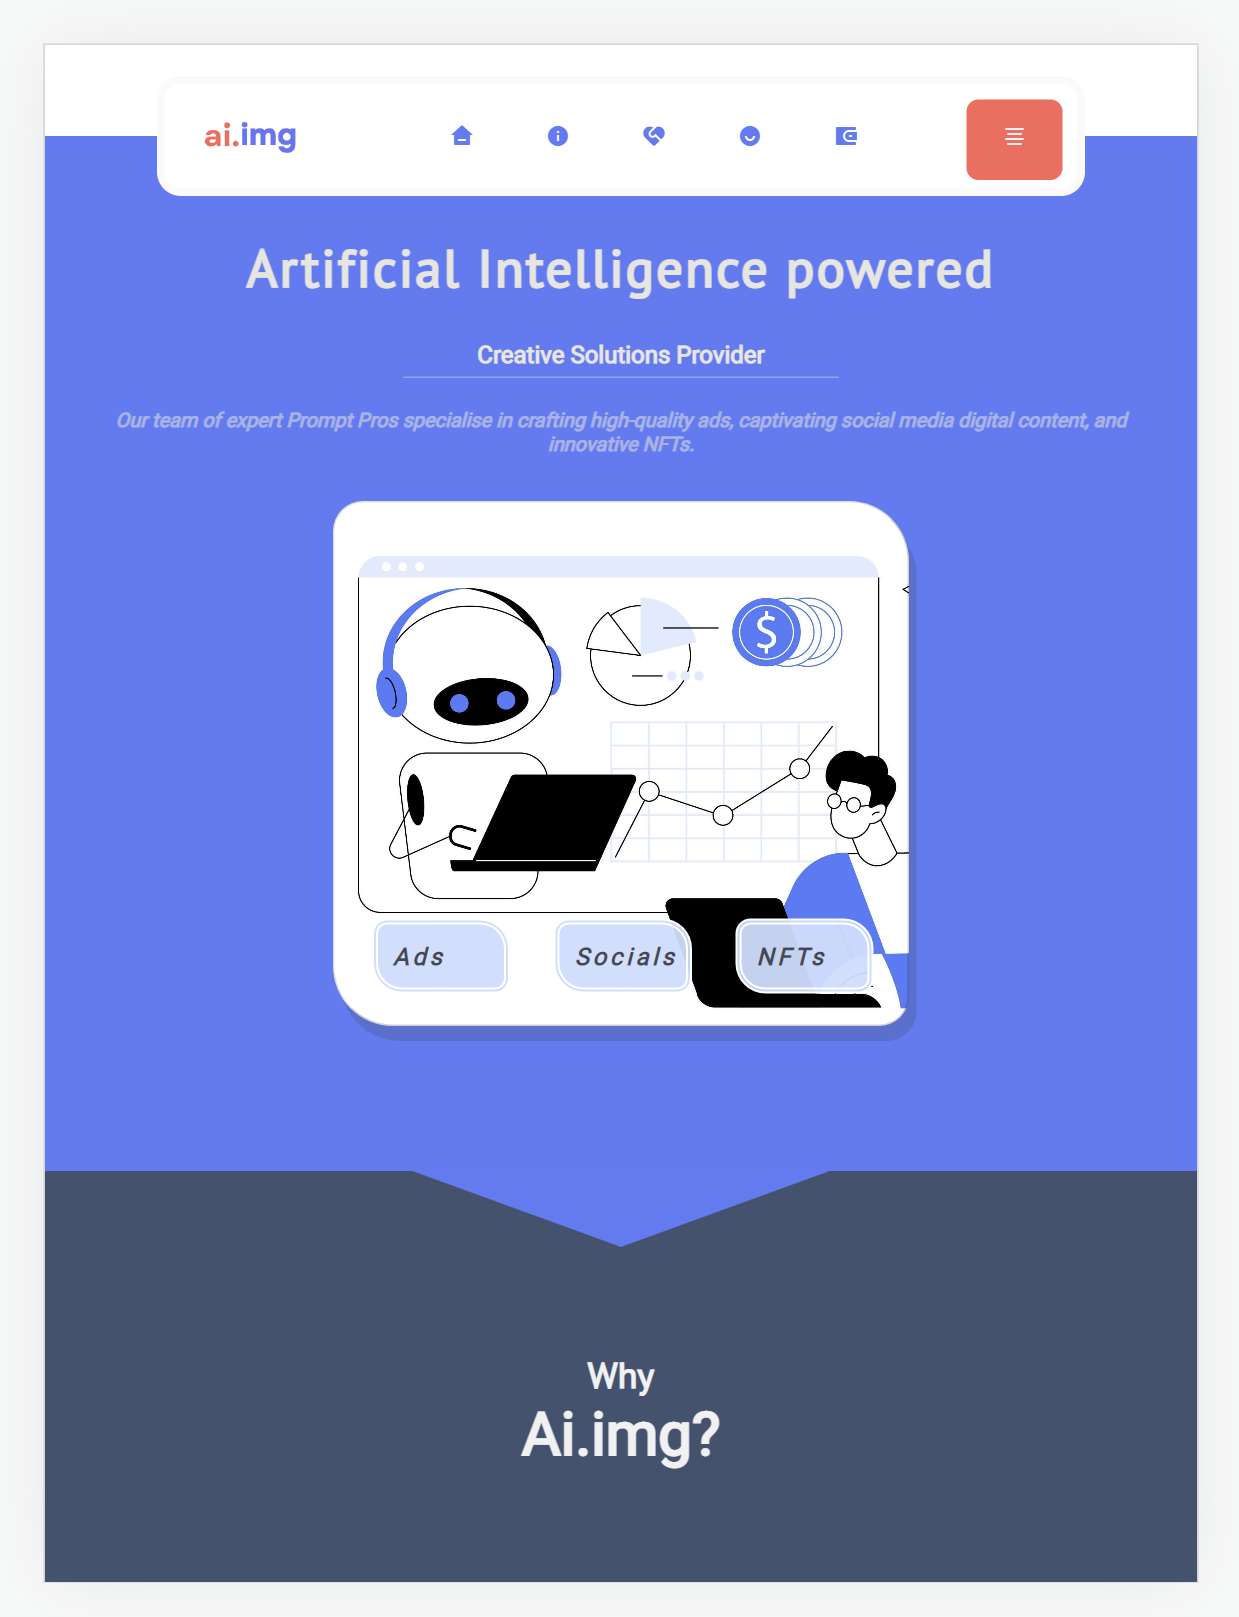 ai.img
Artificial Intelligence powered
Creative Solutions Provider
Our team of expert Prompt Pros specialise in crafting high-quality ads, captivating social media digital content, and
innovative NFTs.
$
Ads Socials NFTs
Why
Ai.img?